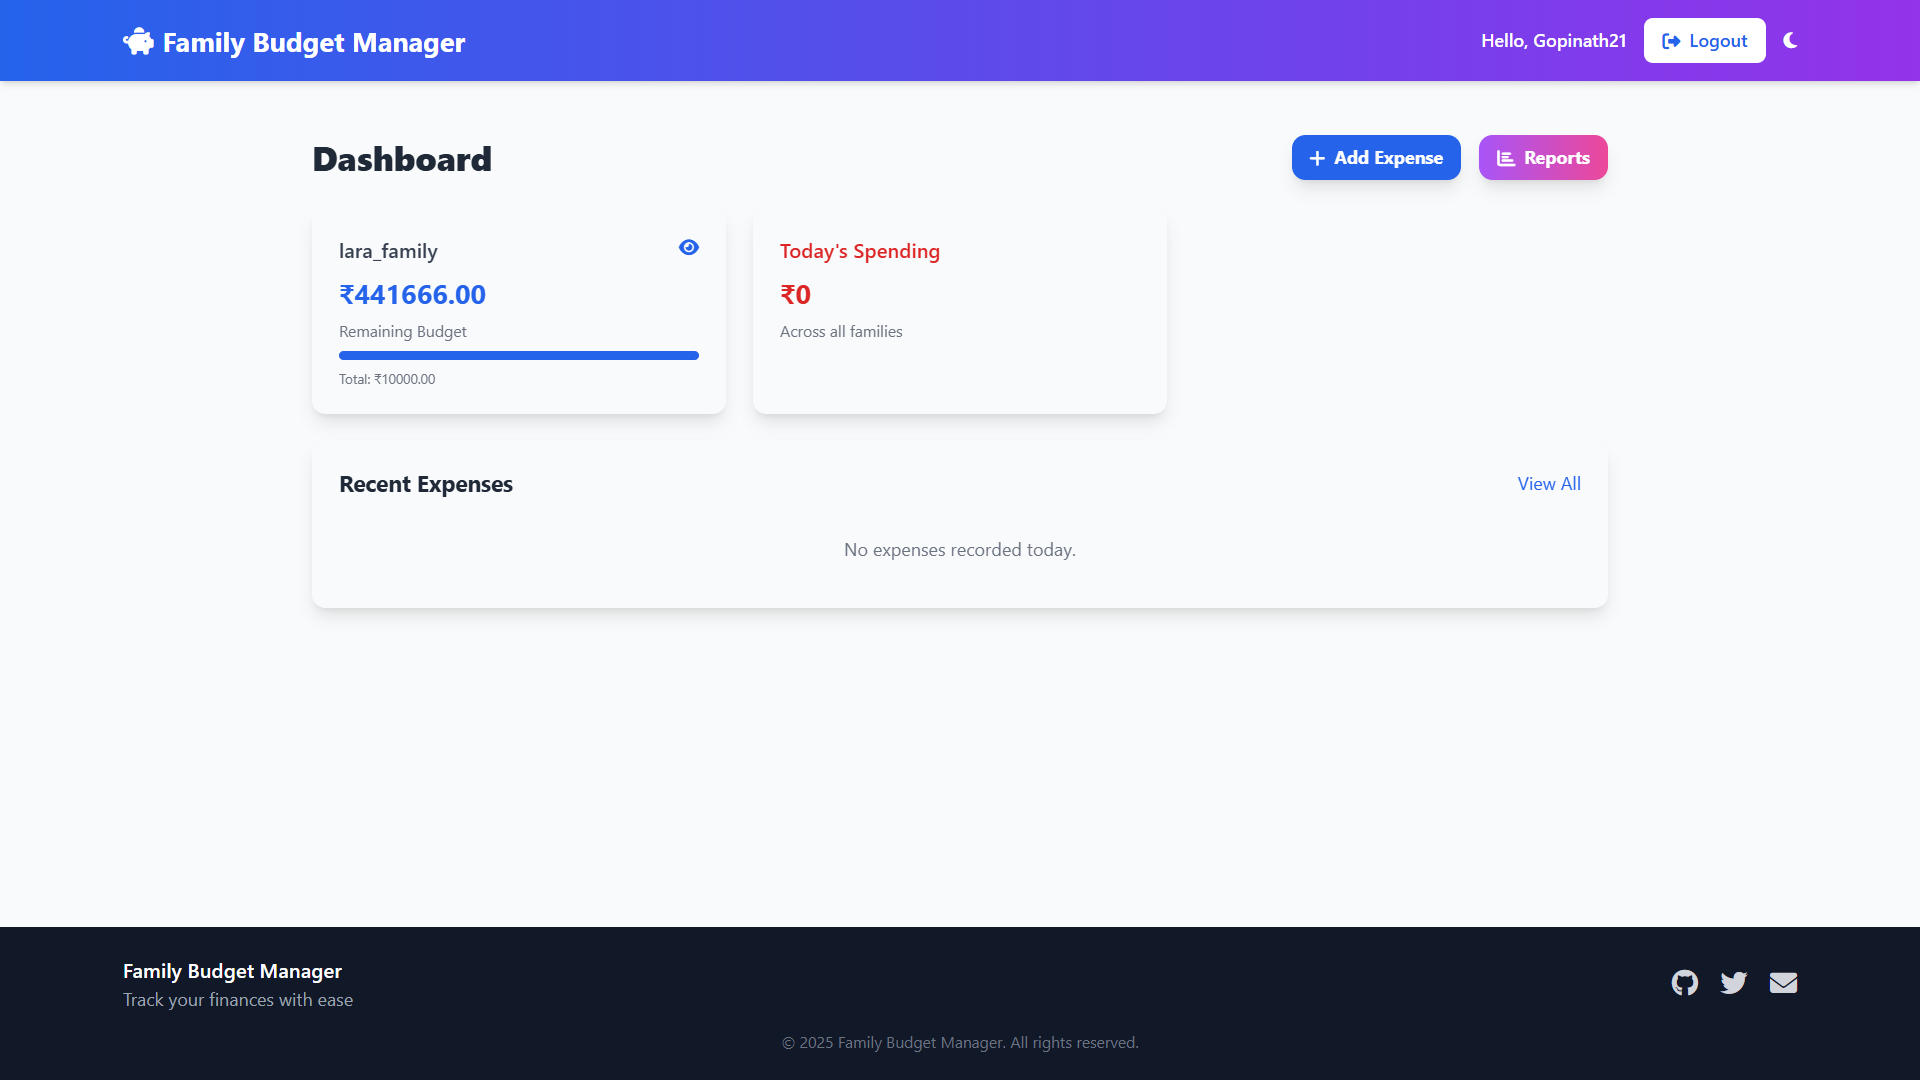 Family Budget Manager
Hello, Gopinath21
Logout
Dashboard
Add Expense
Reports
lara_family
₹441666.00
Remaining Budget
Total: ₹10000.00
Today's Spending
₹0
Across all families
Recent Expenses
View All
No expenses recorded today.
Family Budget Manager
Track your finances with ease
© 2025 Family Budget Manager. All rights reserved.